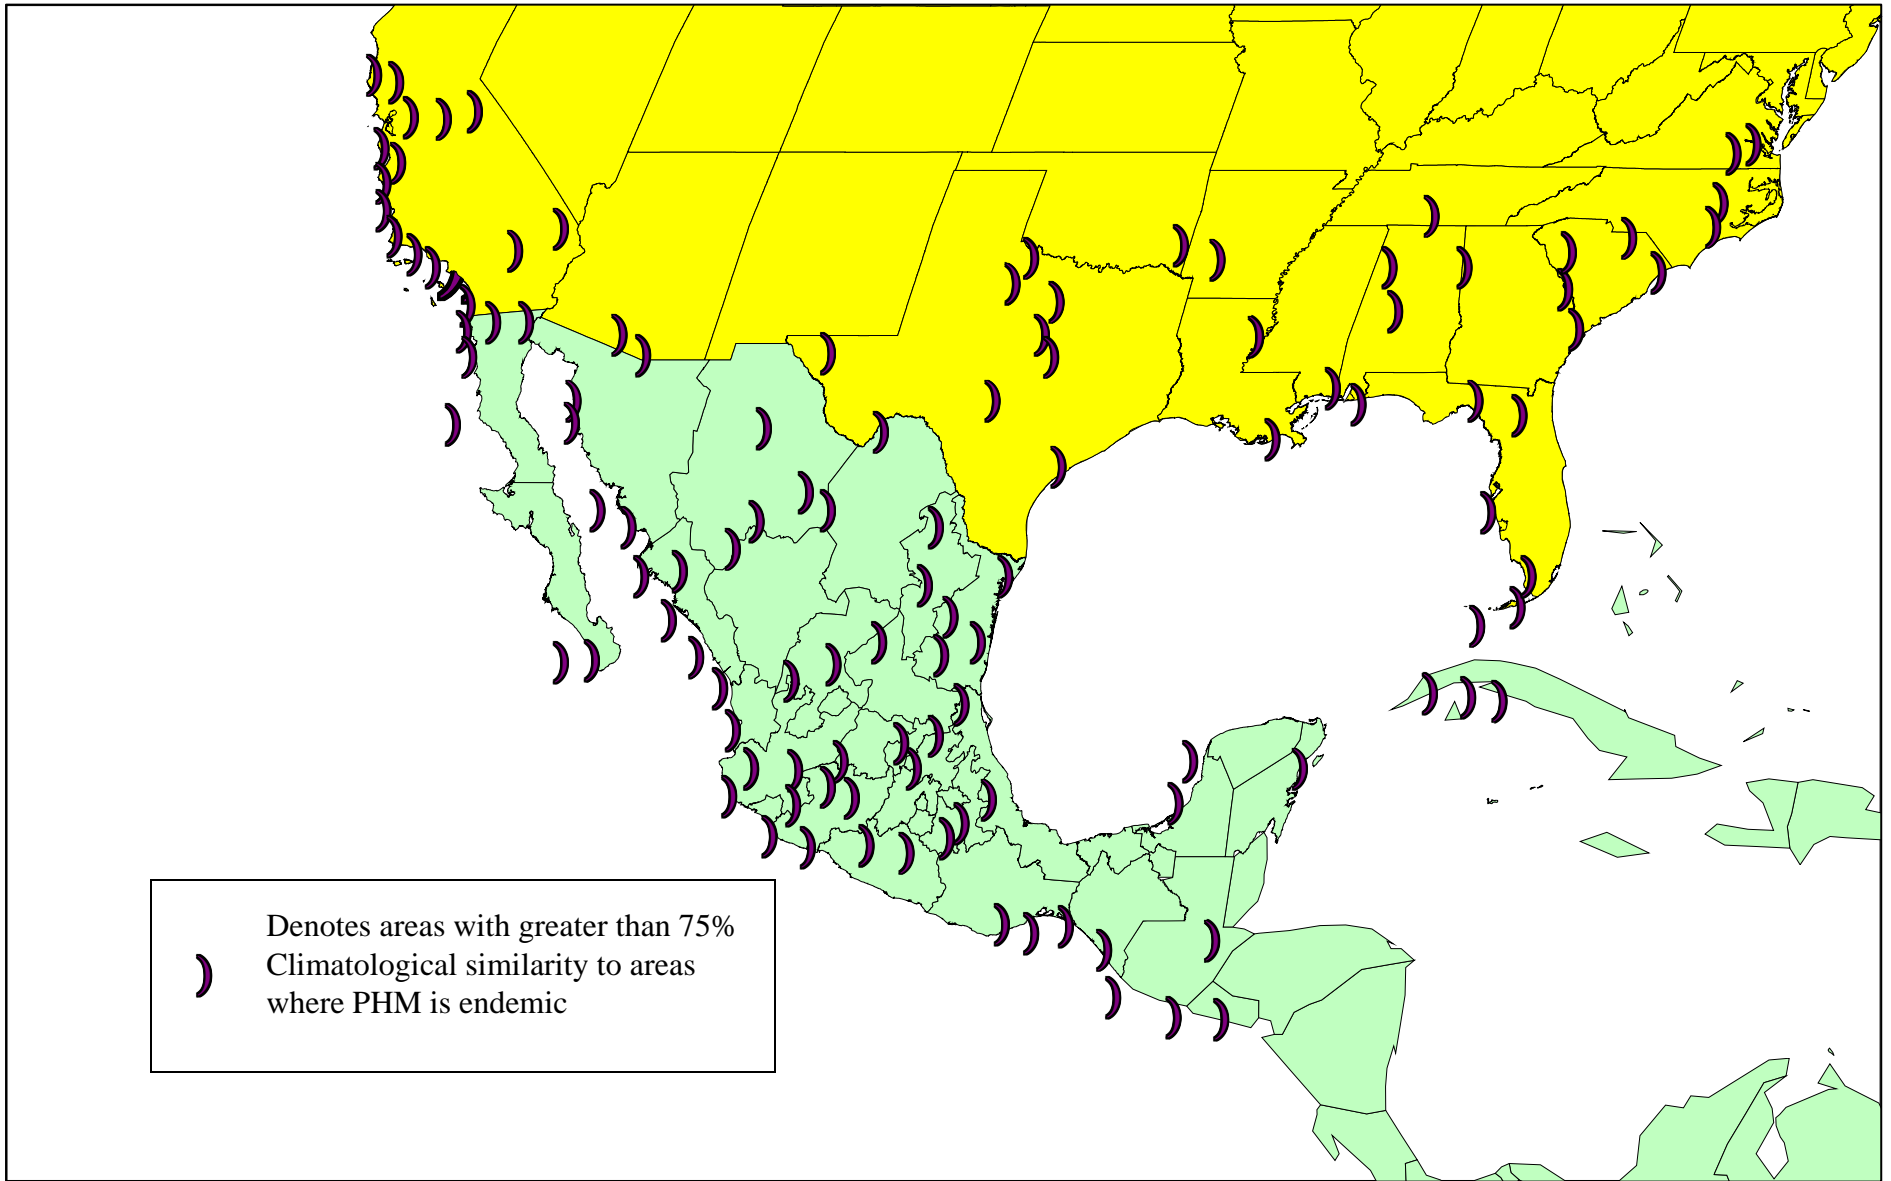 Denotes areas with greater than 75%
Climatological similarity to areas
where PHM is endemic